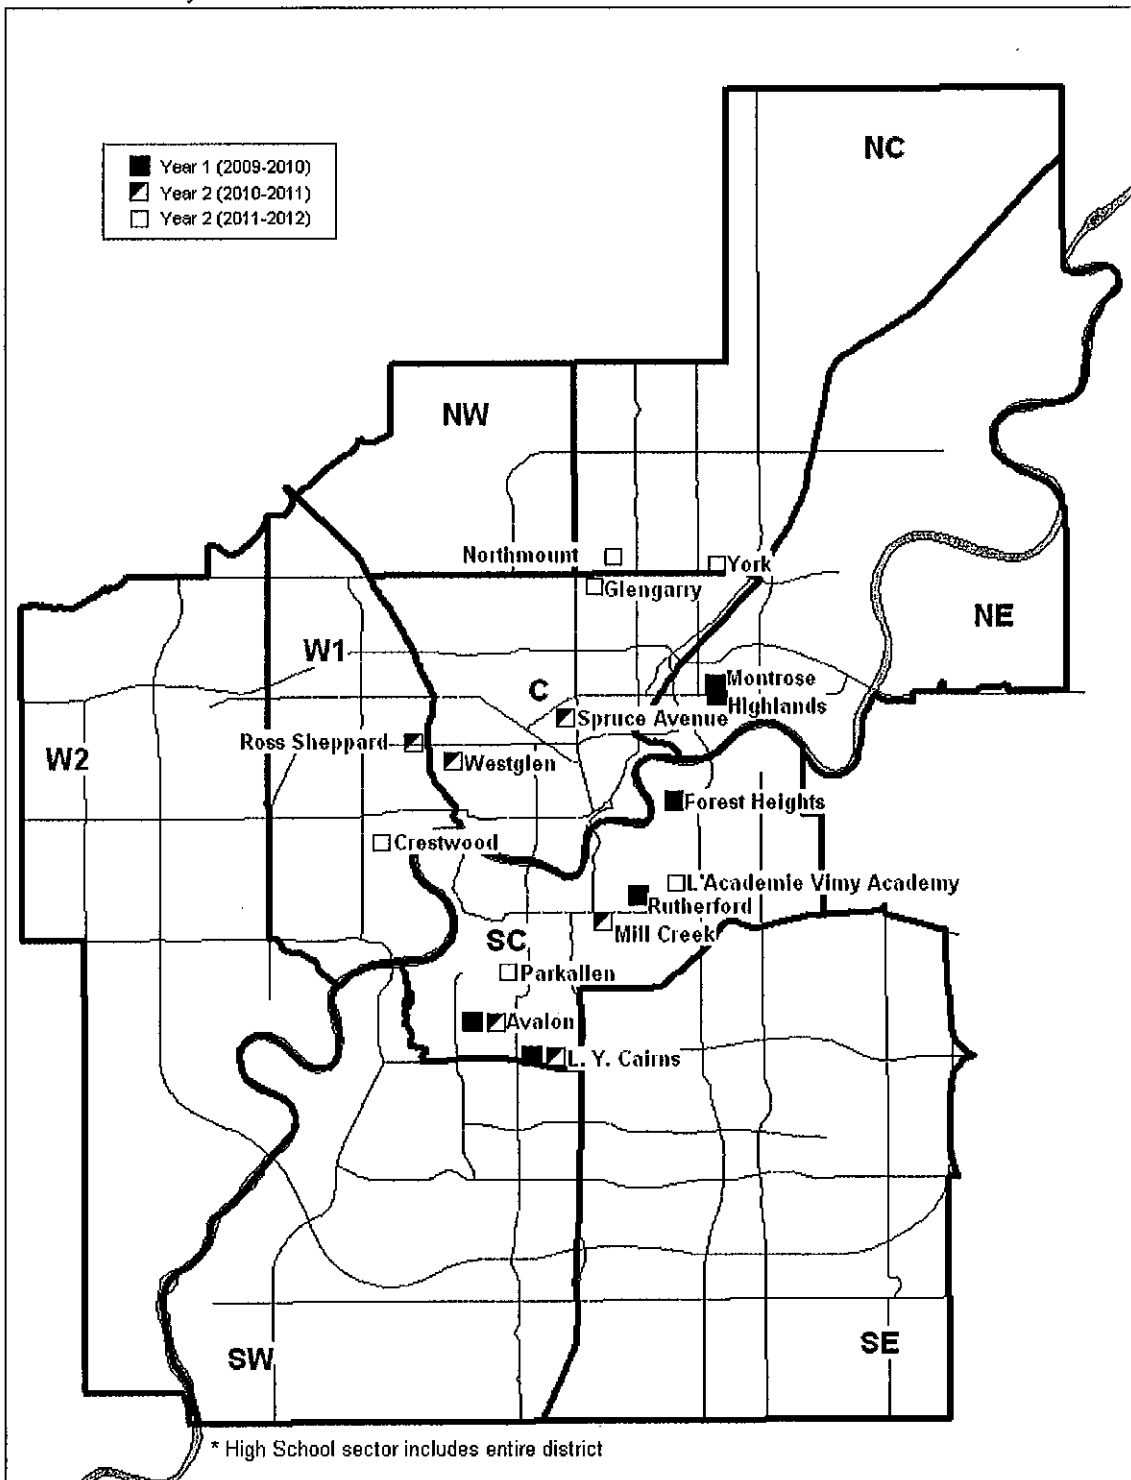 NC
Year 1 (2009-2010)
Year 2 (2010-2011)
Year 2 (2011-2012)
NW
Northmount
York
Glengarry
NE
W1
Montrose
C
Highlands
Spruce Avenue
Ross Sheppard
W2
Westglen
Forest Heights
Crestwood
L'Academie Vimy Academy
Rutherford
Mill Creek
SC
Parkallen
Avalon
L. Y. Cairns
SE
SW
* High School sector includes entire district